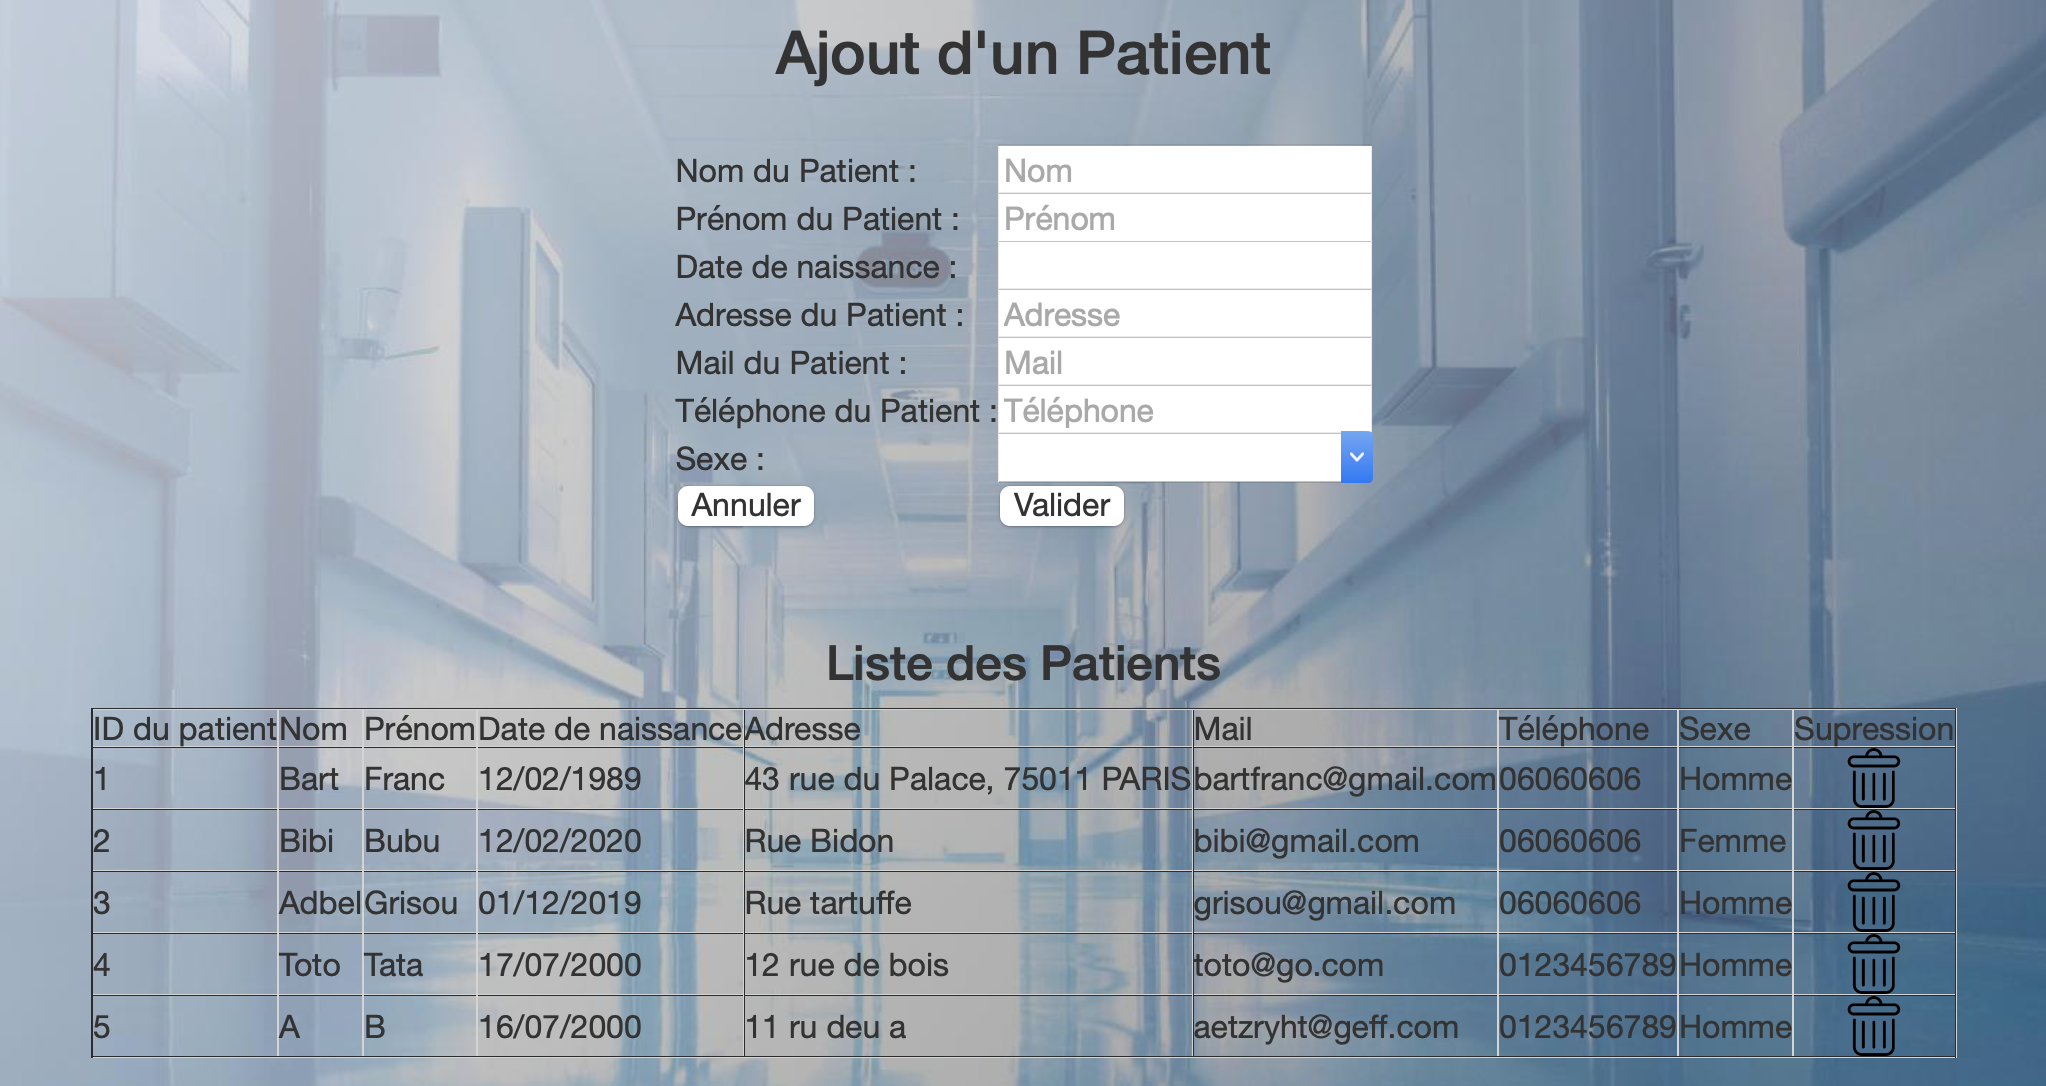 Ajout d'un Patient
Nom du Patient : Nom
Prénom du Patient : Prénom
Date de naissance :
Adresse du Patient : Adresse
Mail du Patient : Mail
Téléphone du Patient : Téléphone
Sexe :
Annuler Valider
Liste des Patients
ID du patient Nom Prénom Date de naissance Adresse Mail Téléphone Sexe Supression
1 Bart Franc 12/02/1989 43 rue du Palace, 75011 PARIS bartfranc@gmail.com 06060606 Homme
2 Bibi Bubu 12/02/2020 Rue Bidon bibi@gmail.com 06060606 Femme
3 Adbel Grisou 01/12/2019 Rue tartuffe grisou@gmail.com 06060606 Homme
4 Toto Tata 17/07/2000 12 rue de bois toto@go.com 0123456789 Homme
5 A B 16/07/2000 11 ru deu a aetzryht@geff.com 0123456789 Homme